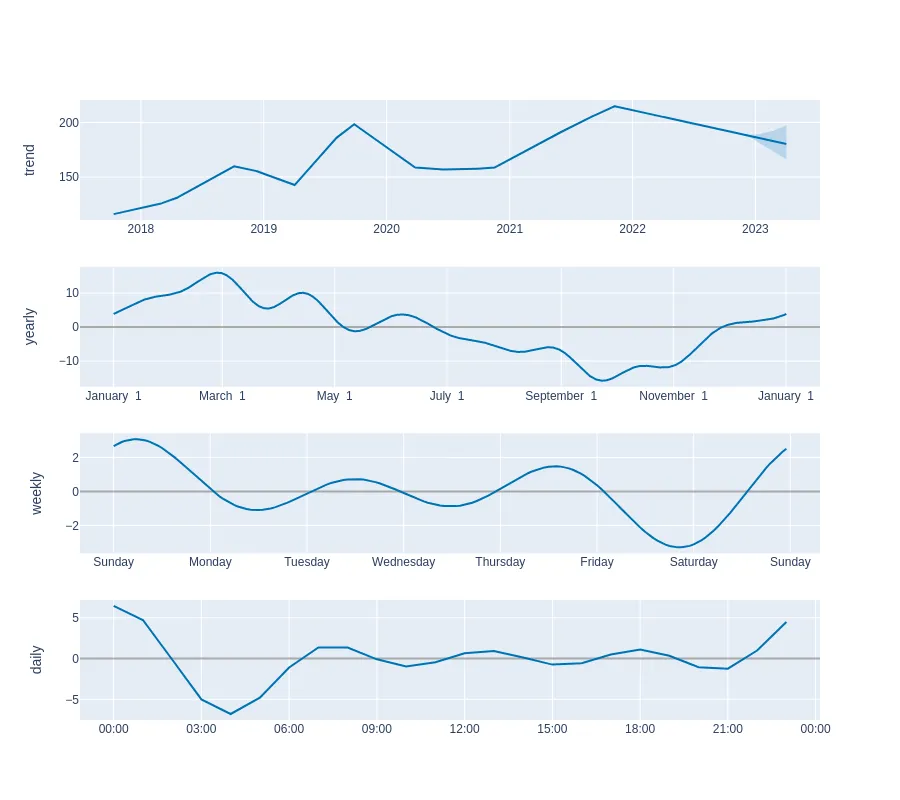 trend
200
150
2018 2019 2020 2021 2022 2023
yearly
10
0
−10
January 1 March 1 May 1 July 1 September 1 November 1 January 1
weekly
2
0
−2
Sunday Monday Tuesday Wednesday Thursday Friday Saturday Sunday
daily
5
0
−5
00:00 03:00 06:00 09:00 12:00 15:00 18:00 21:00 00:00